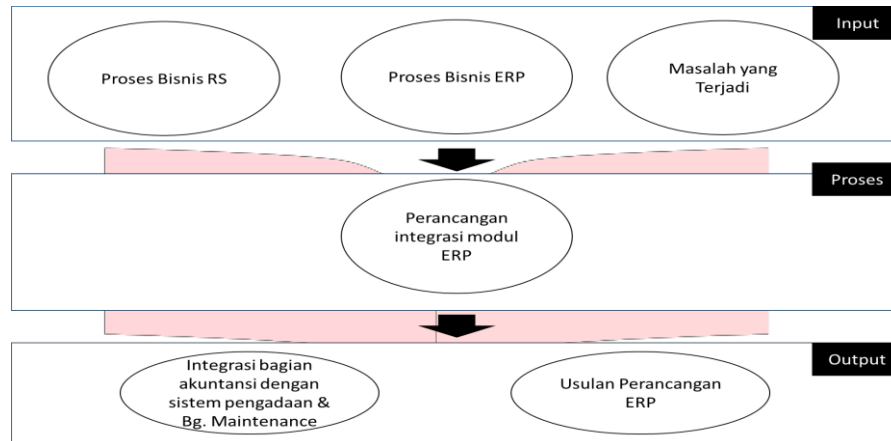 Input
Proses Bisnis RS
Proses Bisnis ERP
Masalah yang
Terjadi
Proses
Perancangan
integrasi modul
ERP
Output
Integrasi bagian
akuntansi dengan
sistem pengadaan &
Bg. Maintenance
Usulan Perancangan
ERP